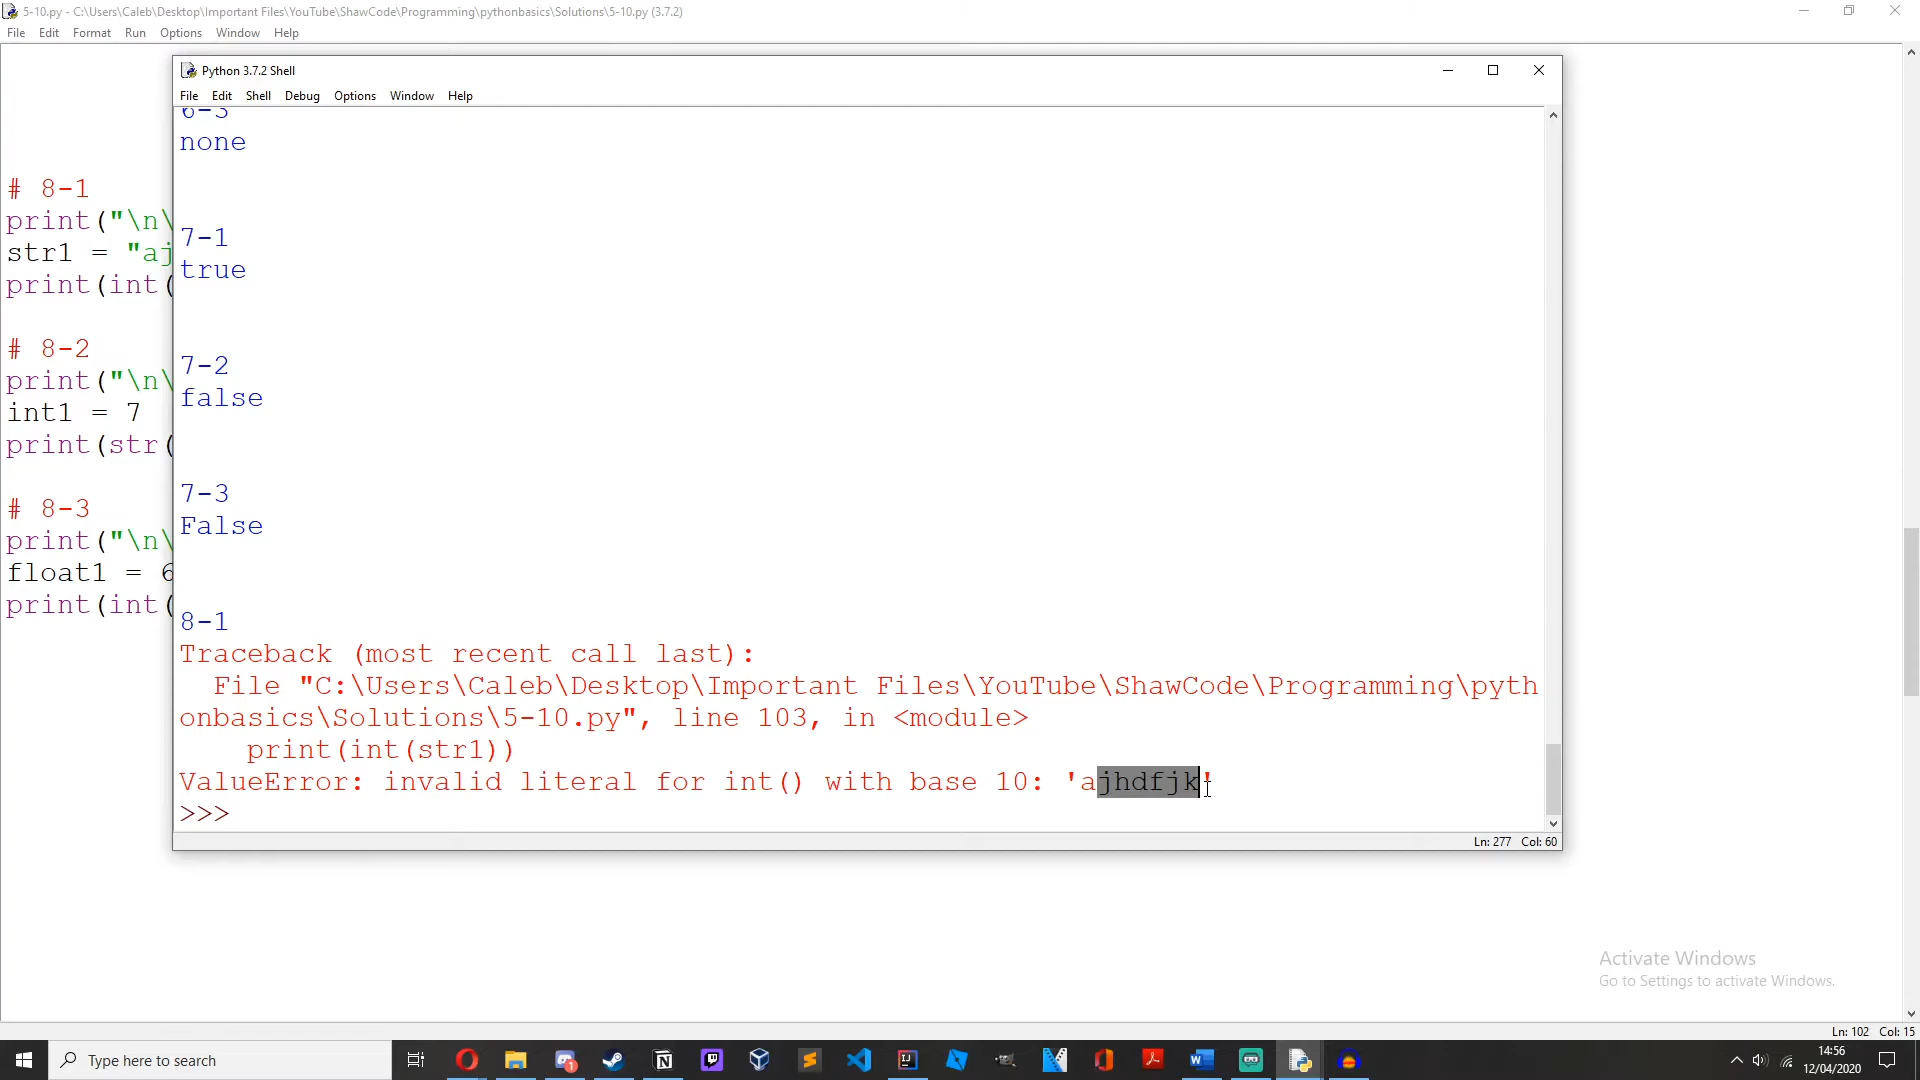 5-10.py - C:\Users\Caleb\Desktop\Important Files\YouTube\ShawCode\Programming\pythonbasics\Solutions\5-10.py (3.7.2)
File Edit Format Run Options Window Help
# 8-1
print("\n\
str1 = "aj
print(int(
# 8-2
print("\n\
int1 = 7
print(str(
# 8-3
print("\n\
float1 = 6
print(int(
Python 3.7.2 Shell
File Edit Shell Debug Options Window Help
6-3
none
7-1
true
7-2
false
7-3
False
8-1
Traceback (most recent call last):
  File "C:\Users\Caleb\Desktop\Important Files\YouTube\ShawCode\Programming\pyth
onbasics\Solutions\5-10.py", line 103, in <module>
    print(int(str1))
ValueError: invalid literal for int() with base 10: 'ajhdfjk'
>>>
Ln: 277 Col: 60
Activate Windows
Go to Settings to activate Windows.
Ln: 102 Col: 15
Type here to search
14:56
12/04/2020